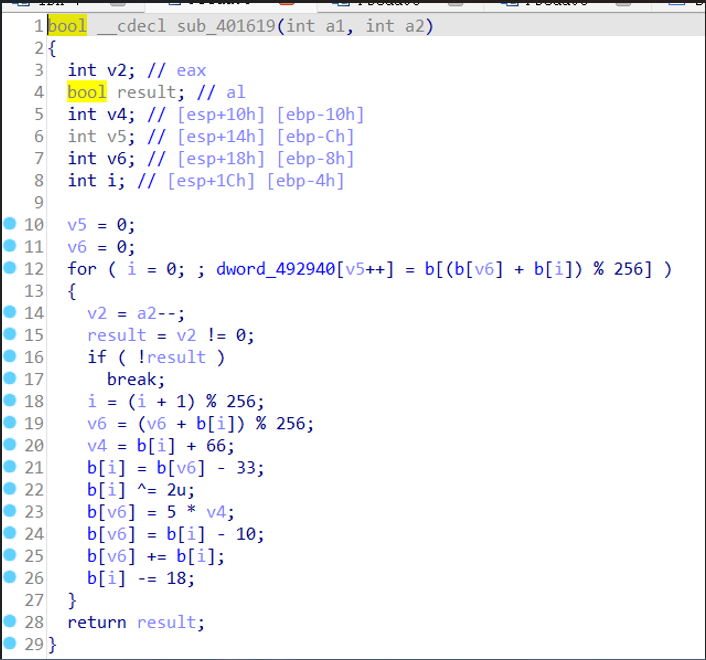 1 bool __cdecl sub_401619(int a1, int a2)
2 {
3   int v2; // eax
4   bool result; // al
5   int v4; // [esp+10h] [ebp-10h]
6   int v5; // [esp+14h] [ebp-Ch]
7   int v6; // [esp+18h] [ebp-8h]
8   int i; // [esp+1Ch] [ebp-4h]
9
10   v5 = 0;
11   v6 = 0;
12   for ( i = 0; ; dword_492940[v5++] = b[(b[v6] + b[i]) % 256] )
13   {
14     v2 = a2--;
15     result = v2 != 0;
16     if ( !result )
17       break;
18     i = (i + 1) % 256;
19     v6 = (v6 + b[i]) % 256;
20     v4 = b[i] + 66;
21     b[i] = b[v6] - 33;
22     b[i] ^= 2u;
23     b[v6] = 5 * v4;
24     b[v6] = b[i] - 10;
25     b[v6] += b[i];
26     b[i] -= 18;
27   }
28   return result;
29 }